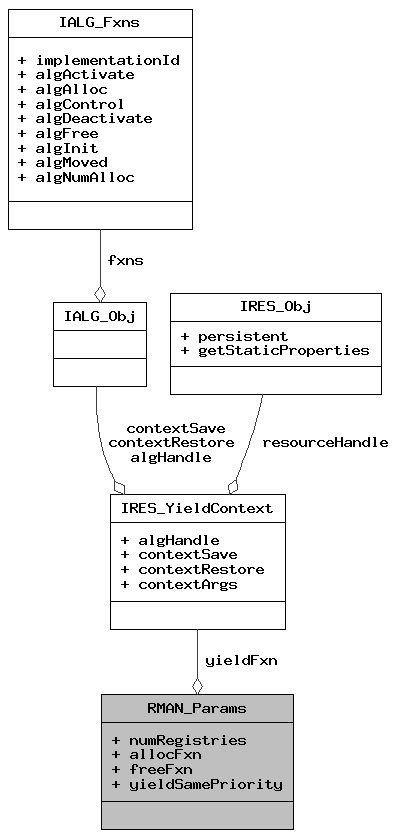 IALG_Fxns
+ implementationId
+ algActivate
+ algAlloc
+ algControl
+ algDeactivate
+ algFree
+ algInit
+ algMoved
+ algNumAlloc
fxns
IALG_Obj
IRES_Obj
+ persistent
+ getStaticProperties
contextSave
contextRestore
algHandle
resourceHandle
IRES_YieldContext
+ algHandle
+ contextSave
+ contextRestore
+ contextArgs
yieldFxn
RMAN_Params
+ numRegistries
+ allocFxn
+ freeFxn
+ yieldSamePriority